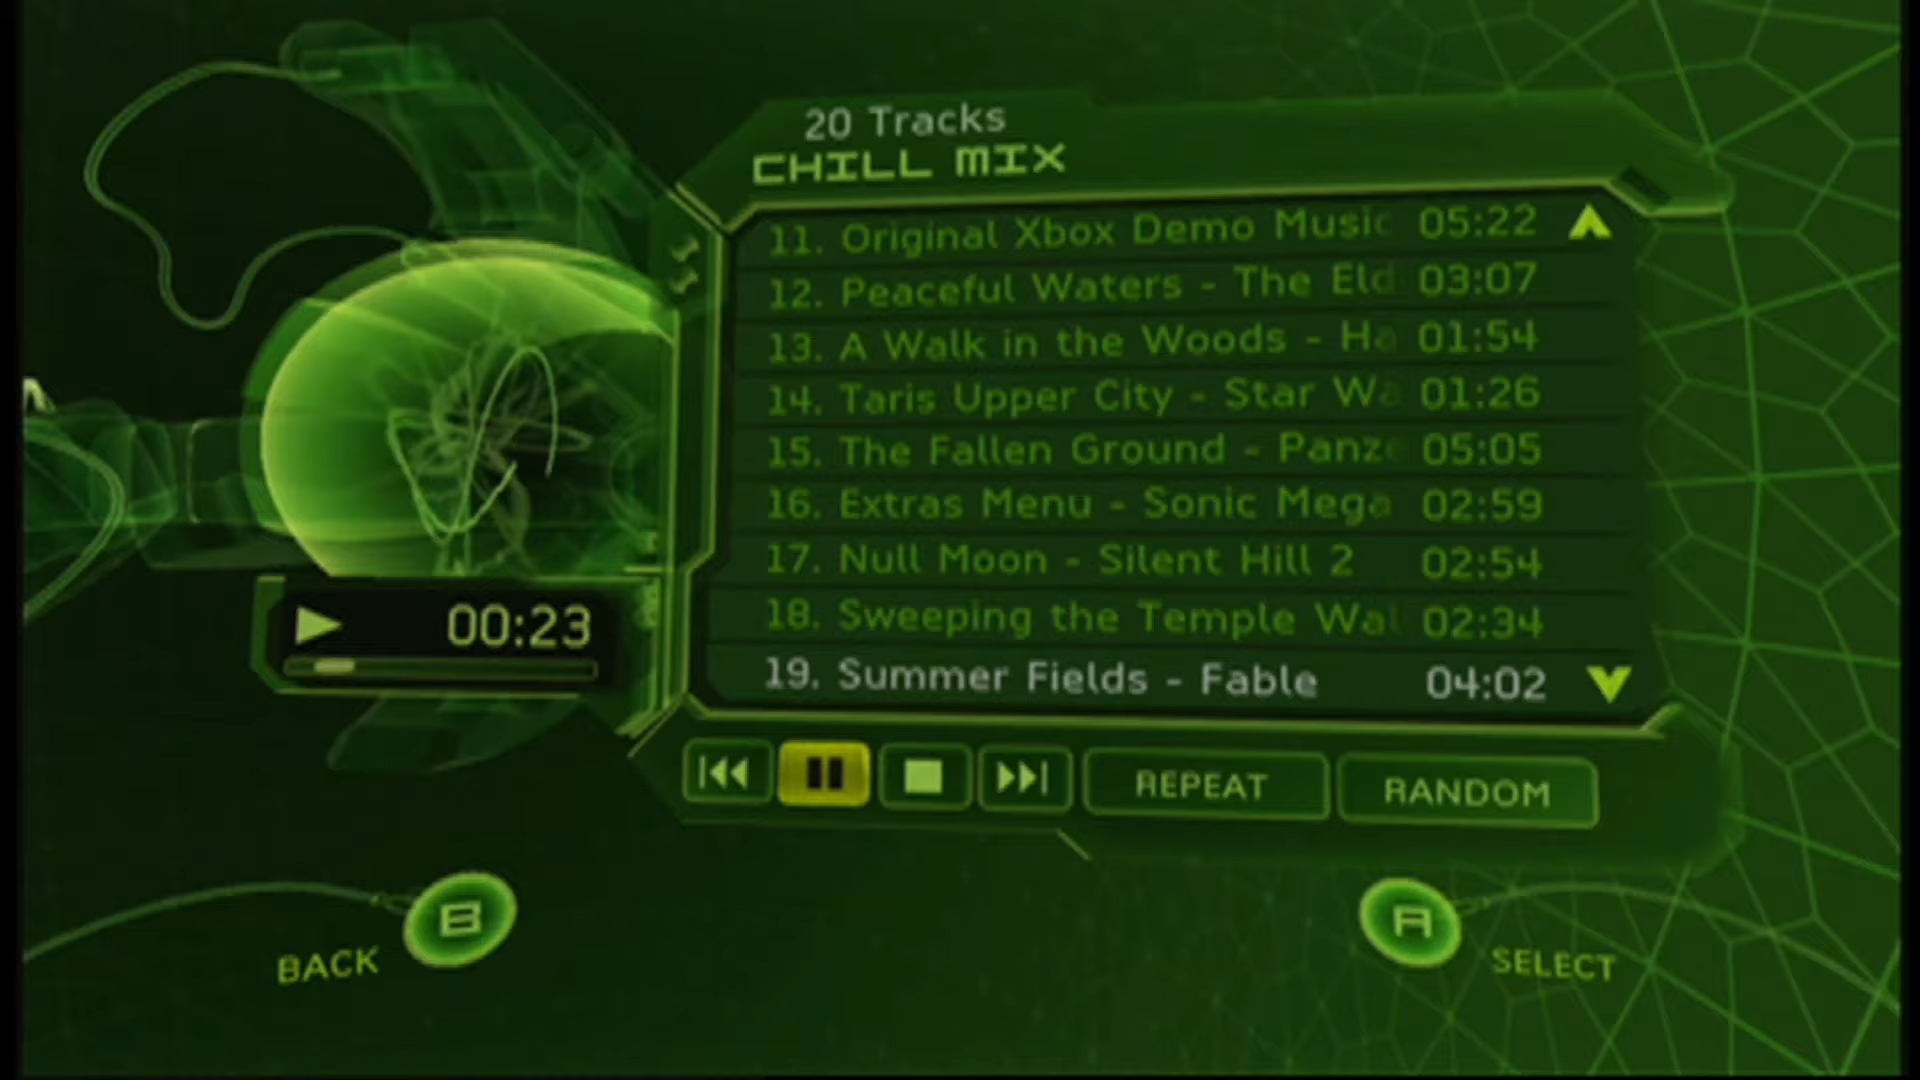 20 Tracks
CHILL MIX
11. Original Xbox Demo Music 05:22
12. Peaceful Waters - The Eld 03:07
13. A Walk in the Woods - Ha 01:54
14. Taris Upper City - Star Wa 01:26
15. The Fallen Ground - Panz 05:05
16. Extras Menu - Sonic Mega 02:59
17. Null Moon - Silent Hill 2 02:54
18. Sweeping the Temple Wal 02:34
19. Summer Fields - Fable 04:02
00:23
REPEAT RANDOM
B
BACK
A
SELECT